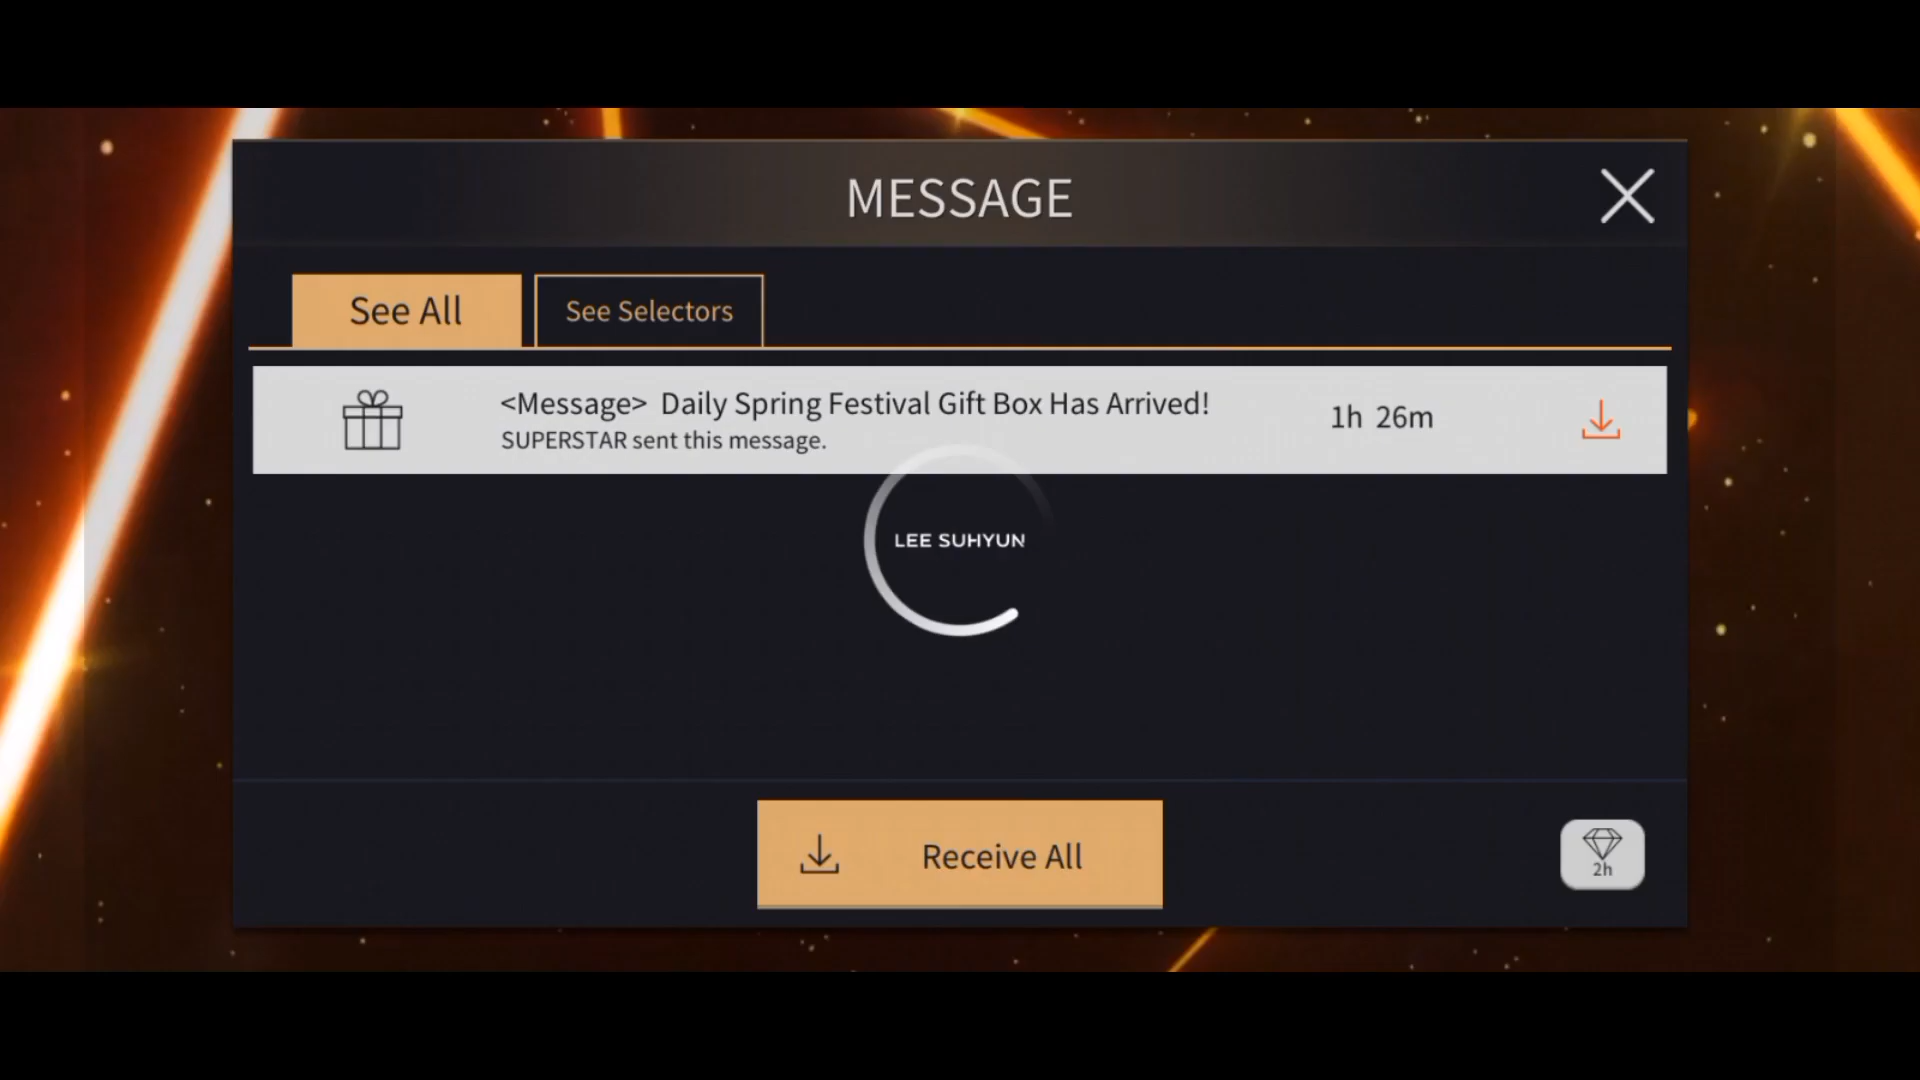 MESSAGE
See All
See Selectors
<Message> Daily Spring Festival Gift Box Has Arrived!
SUPERSTAR sent this message.
1h 26m
LEE SUHYUN
Receive All
2h